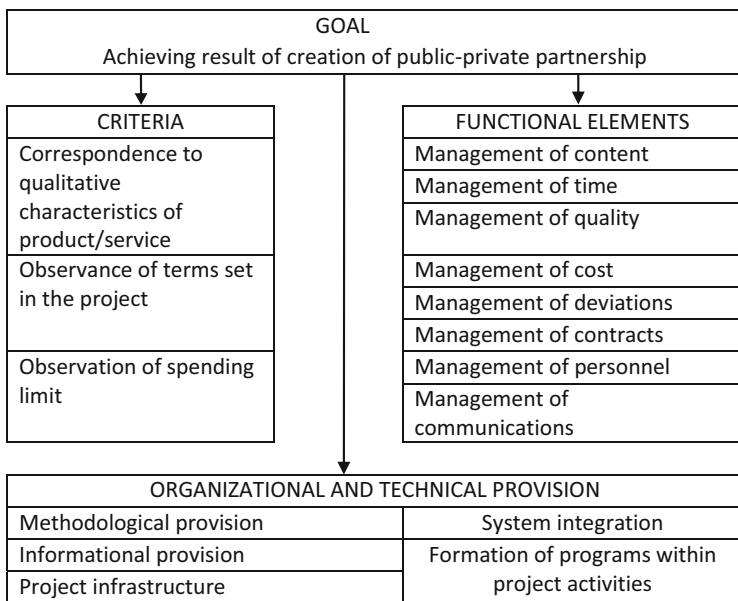 GOAL
Achieving result of creation of public-private partnership
CRITERIA
Correspondence to
qualitative
characteristics of
product/service
Observance of terms set
in the project
Observation of spending
limit
FUNCTIONAL ELEMENTS
Management of content
Management of time
Management of quality
Management of cost
Management of deviations
Management of contracts
Management of personnel
Management of
communications
ORGANIZATIONAL AND TECHNICAL PROVISION
Methodological provision
Informational provision
Project infrastructure
System integration
Formation of programs within
project activities